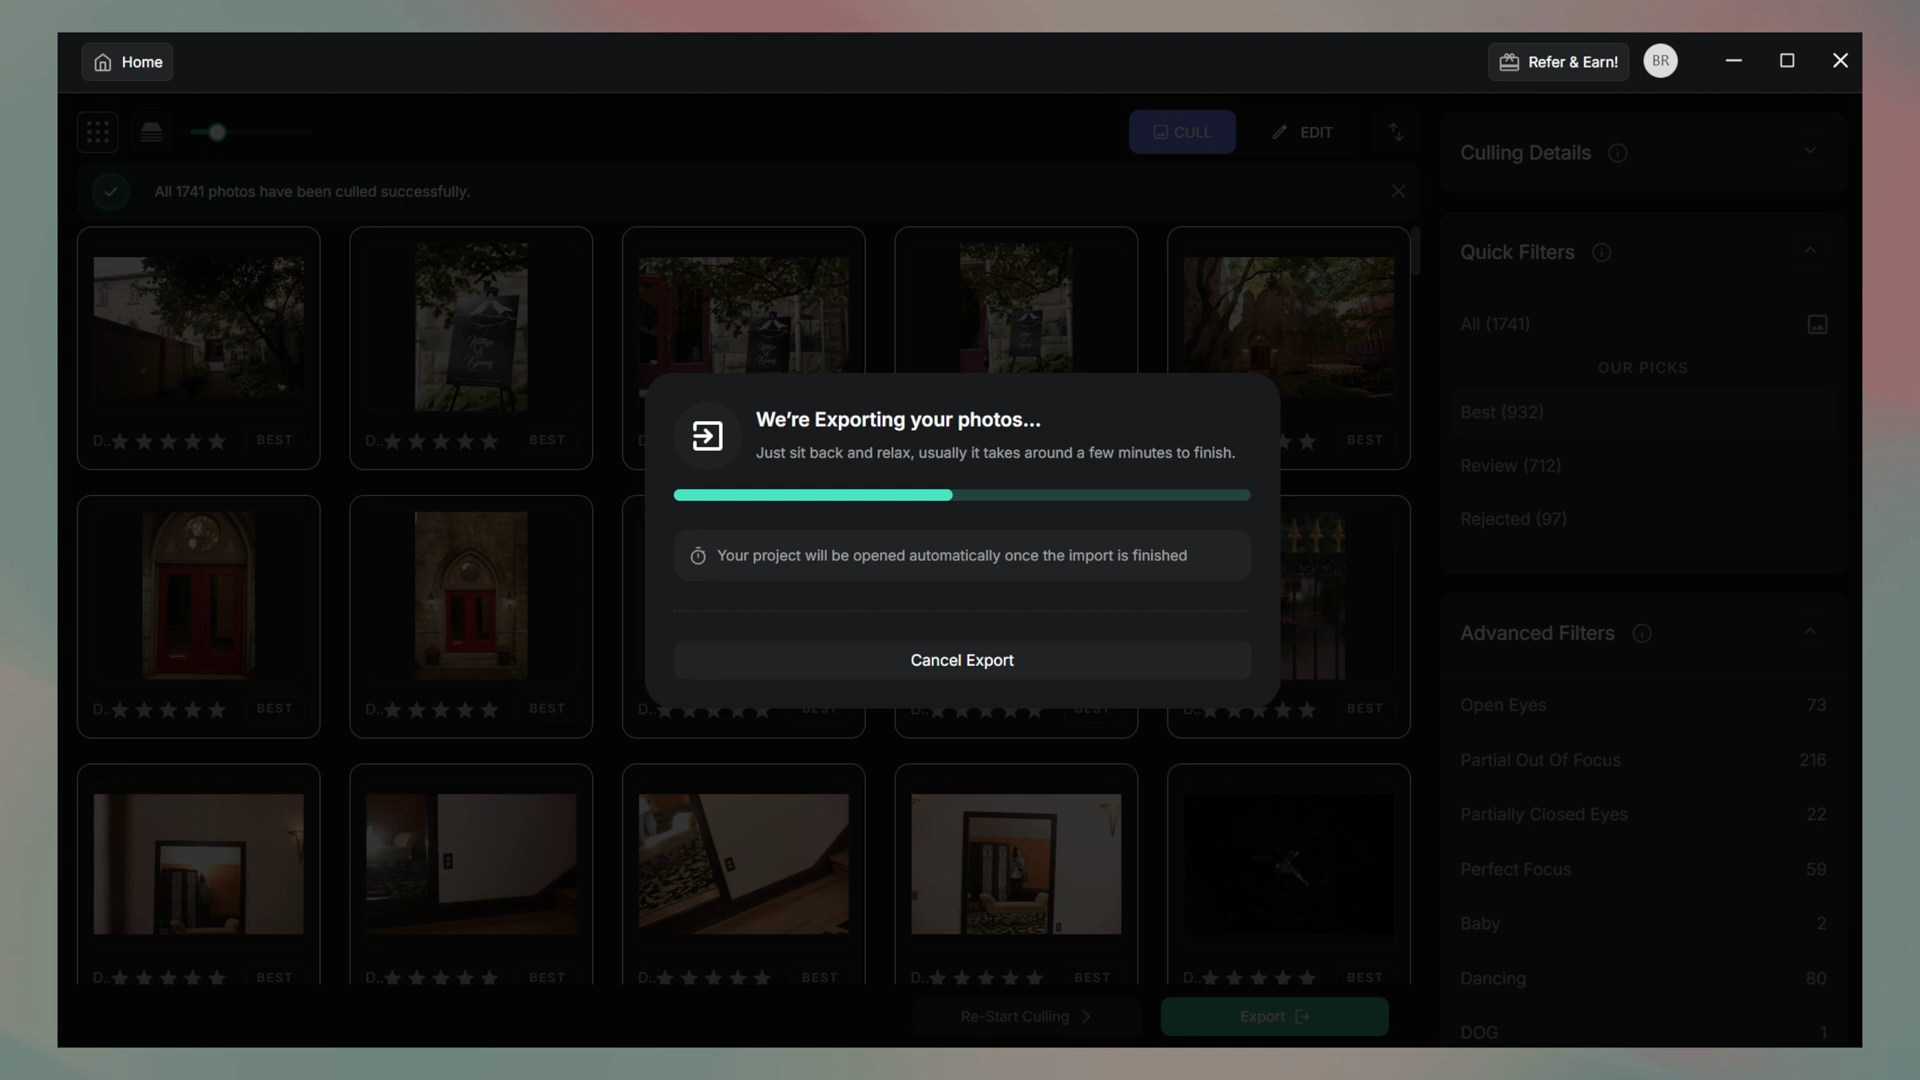 Home
Refer & Earn!
BR
CULL
EDIT
All 1741 photos have been culled successfully.
Culling Details
Quick Filters
All (1741)
OUR PICKS
Best (932)
Review (712)
Rejected (97)
D..
BEST
D..
BEST
BEST
We're Exporting your photos...
Just sit back and relax, usually it takes around a few minutes to finish.
Your project will be opened automatically once the import is finished
Cancel Export
D..
BEST
D..
BEST
D..
BEST
D..
BEST
D..
BEST
Advanced Filters
Open Eyes 73
Partial Out Of Focus 216
Partially Closed Eyes 22
Perfect Focus 59
Baby 2
Dancing 80
DOG 1
D..
BEST
D..
BEST
D..
BEST
D..
BEST
D..
BEST
Re-Start Culling
Export